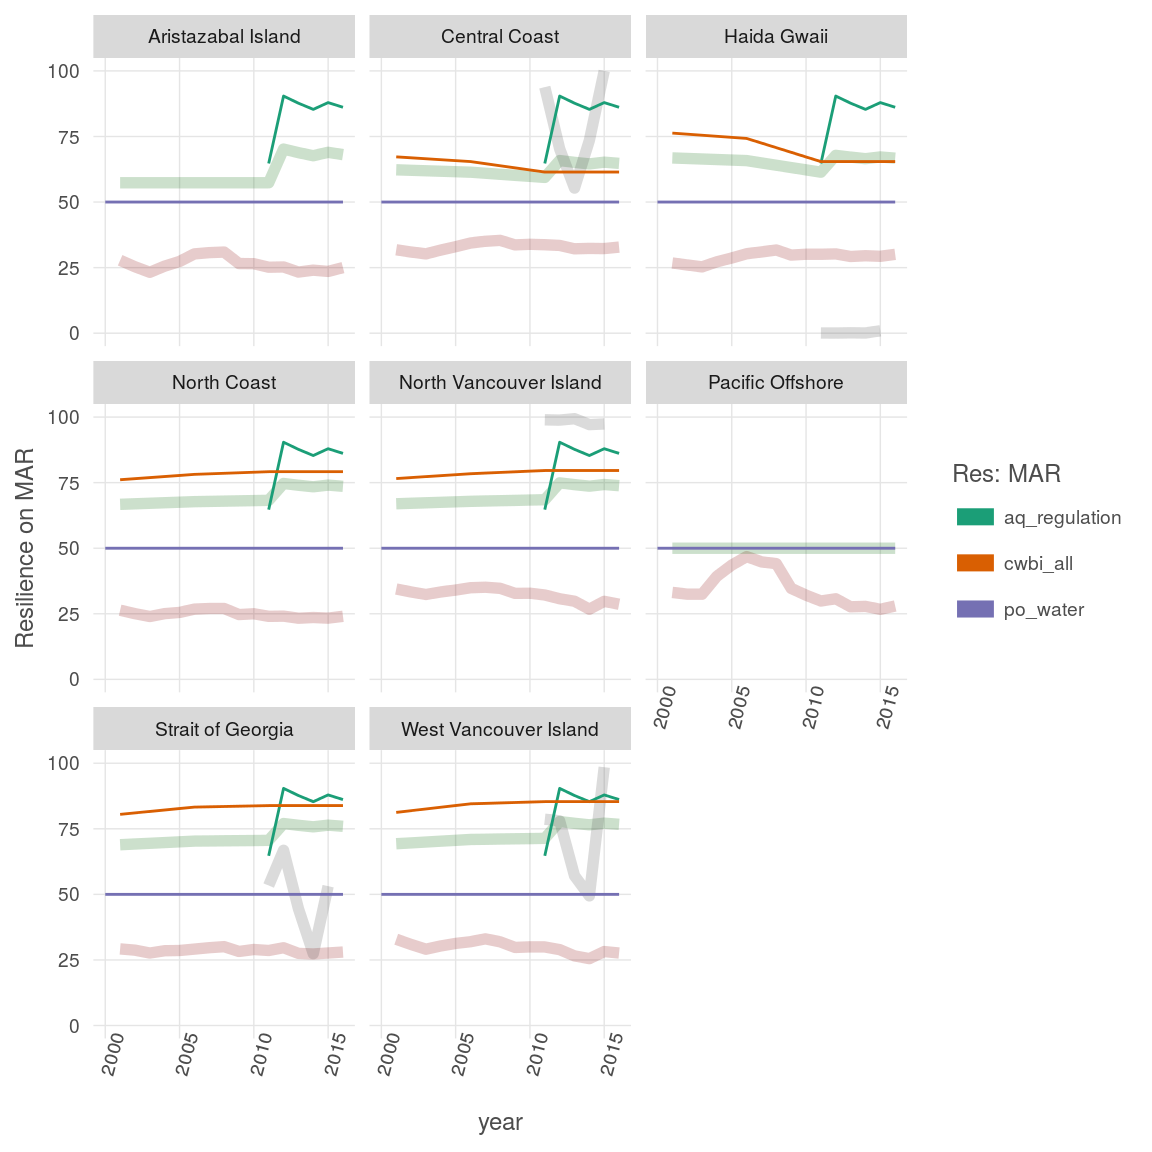 Aristazabal Island
Central Coast
Haida Gwaii
100
75
50
25
0
North Coast
North Vancouver Island
Pacific Offshore
100
75
50
25
0
2000
2005
2010
2015
Strait of Georgia
West Vancouver Island
100
75
50
25
0
2000
2005
2010
2015
2000
2005
2010
2015
year
Resilience on MAR
Res: MAR
aq_regulation
cwbi_all
po_water